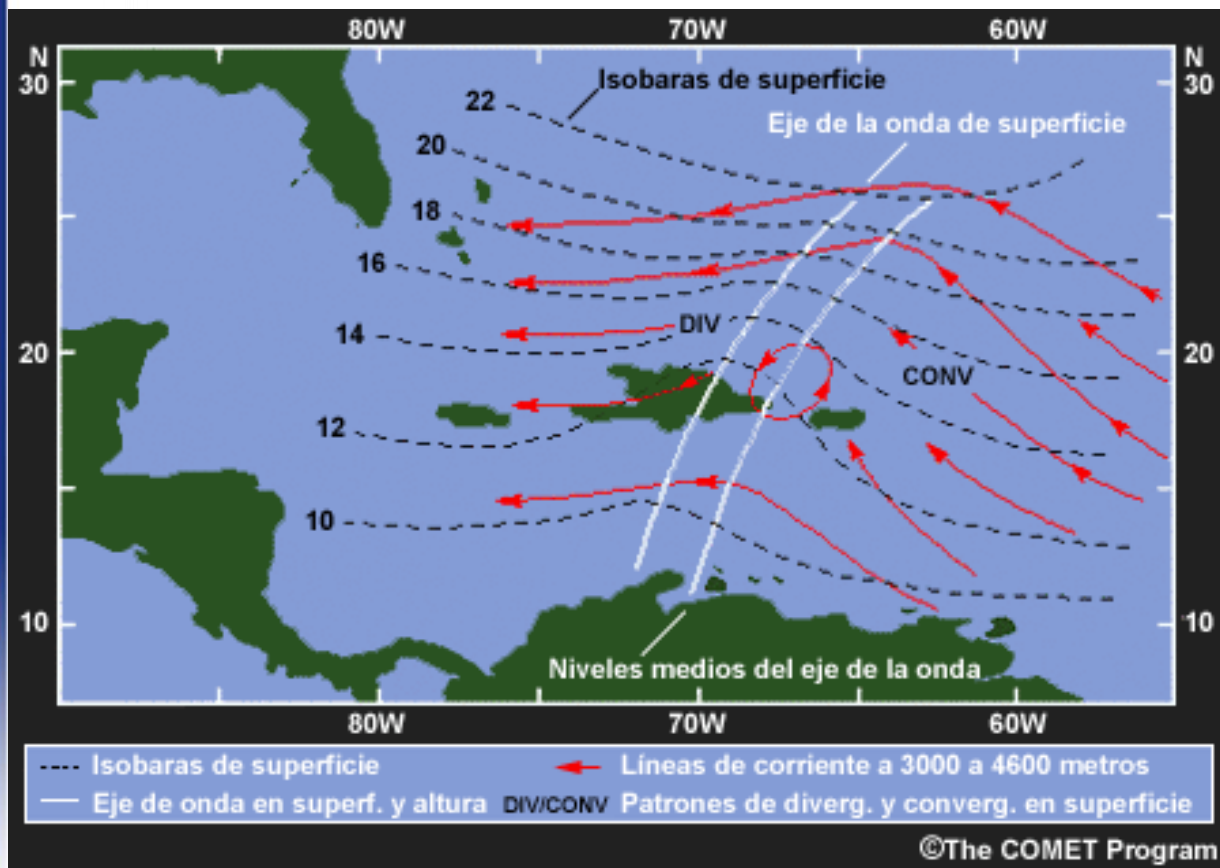 80W 70W 60W
N N
30 30
Isobaras de superficie
22
Eje de la onda de superficie
20
18
16
DIV
14
20 20
CONV
12
10
10 10
Niveles medios del eje de la onda
80W 70W 60W
Isobaras de superficie
Líneas de corriente a 3000 a 4600 metros
Eje de onda en superf. y altura
DIV/CONV Patrones de diverg. y converg. en superficie
©The COMET Program